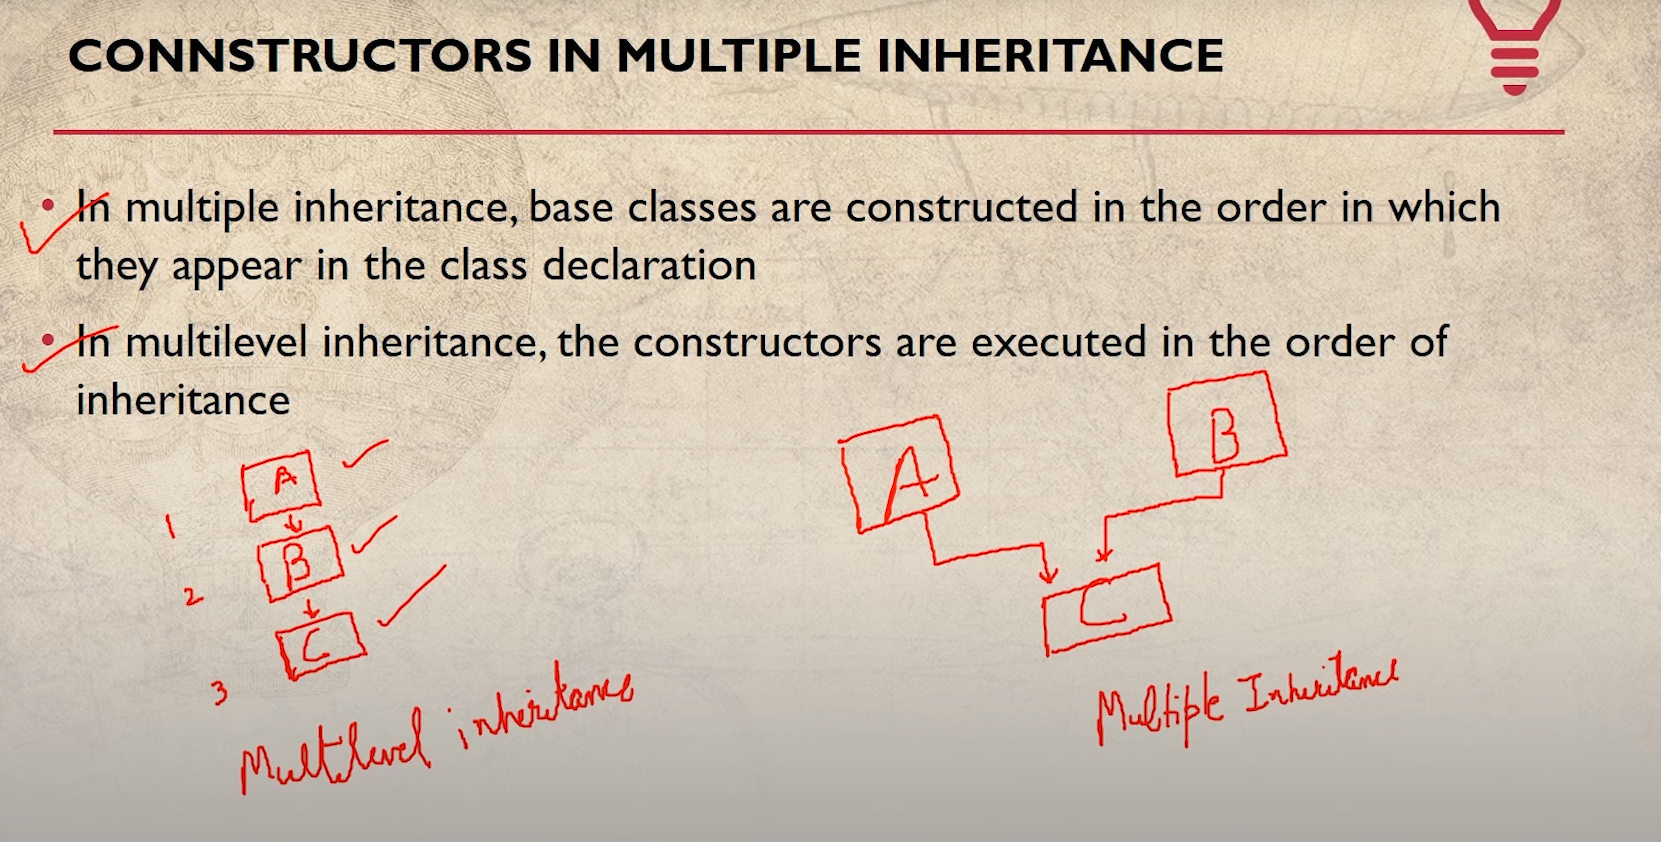 CONNSTRUCTORS IN MULTIPLE INHERITANCE
• In multiple inheritance, base classes are constructed in the order in which
they appear in the class declaration
• In multilevel inheritance, the constructors are executed in the order of
inheritance
A
1
B
2
C
3
Multilevel inheritance
A
B
C
Multiple Inheritance